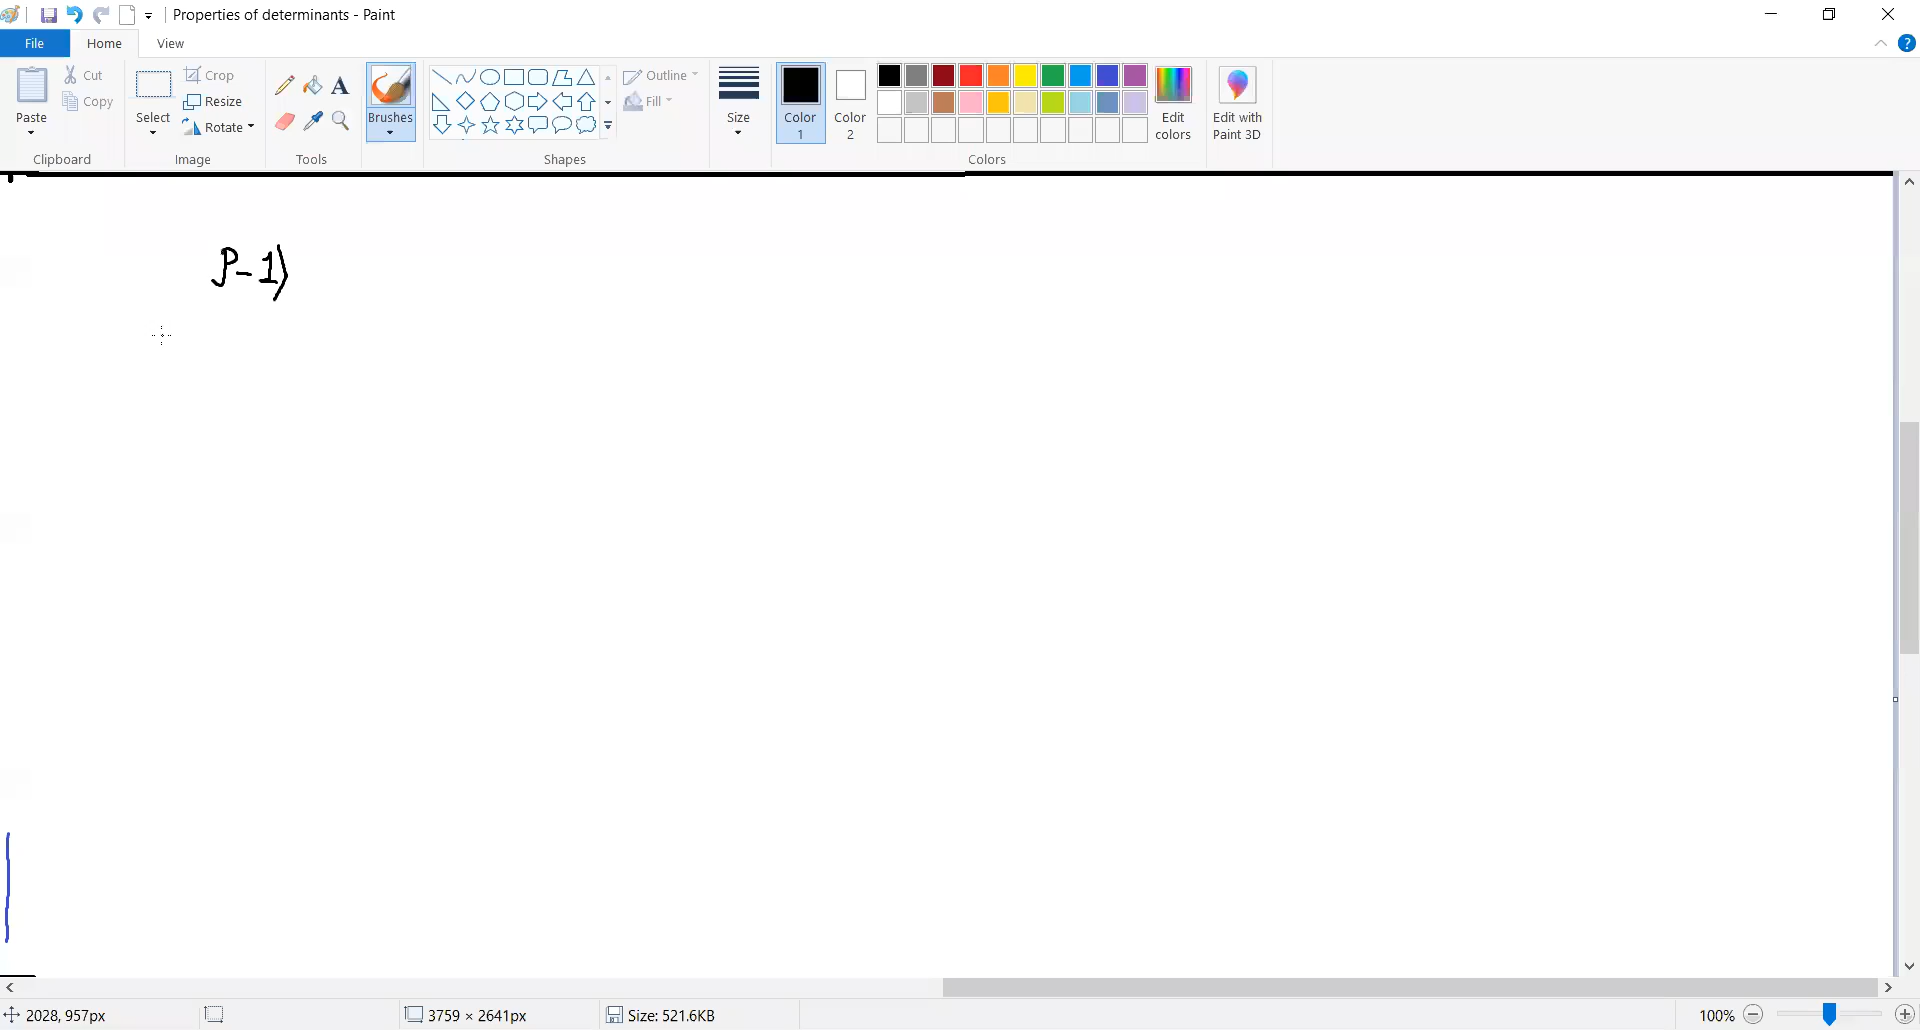 Properties of determinants - Paint
File Home View
Paste Cut Copy Clipboard
Select Crop Resize Rotate Image
A
Tools
Brushes
Outline Fill Shapes
Size
Color 1 Color 2
Edit colors
Colors
Edit with Paint 3D
?
P-1)
2028, 957px 3759 × 2641px Size: 521.6KB 100%